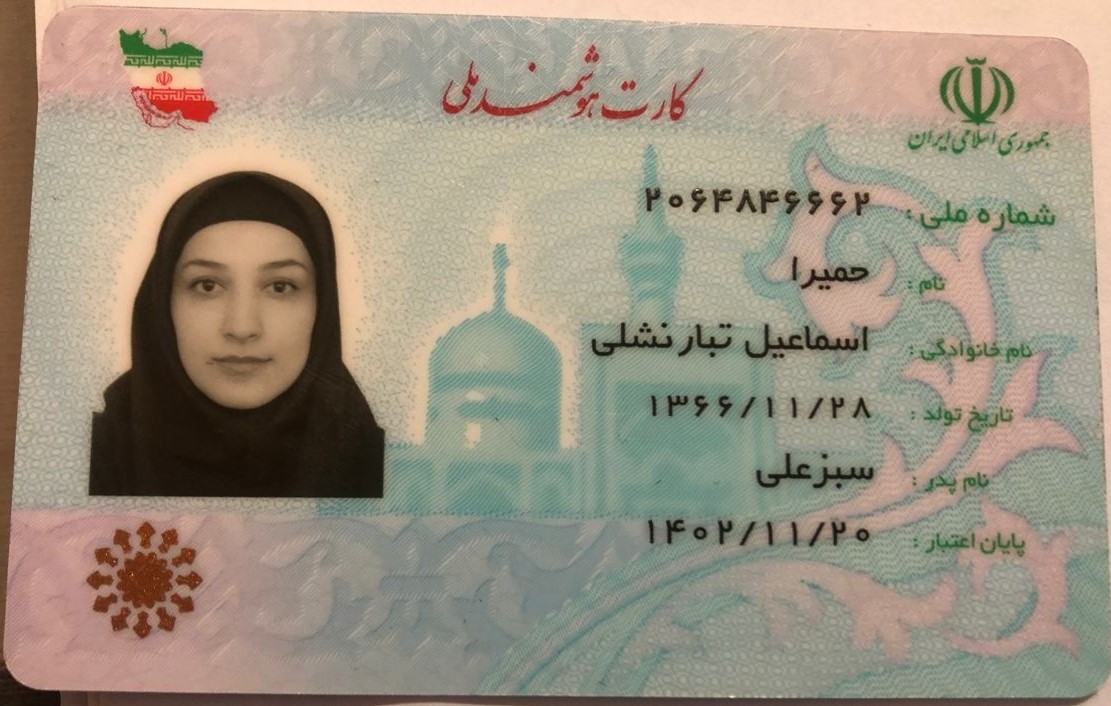 کارت هوشمند ملی
جمهوری اسلامی ایران
شماره ملی : ۲۰۶۴۸۴۶۶۶۲
نام : حمیرا
نام خانوادگی : اسماعیل تبار نشلی
تاریخ تولد : ۱۳۶۶/۱۱/۲۸
نام پدر : سبزعلی
پایان اعتبار : ۱۴۰۲/۱۱/۲۰